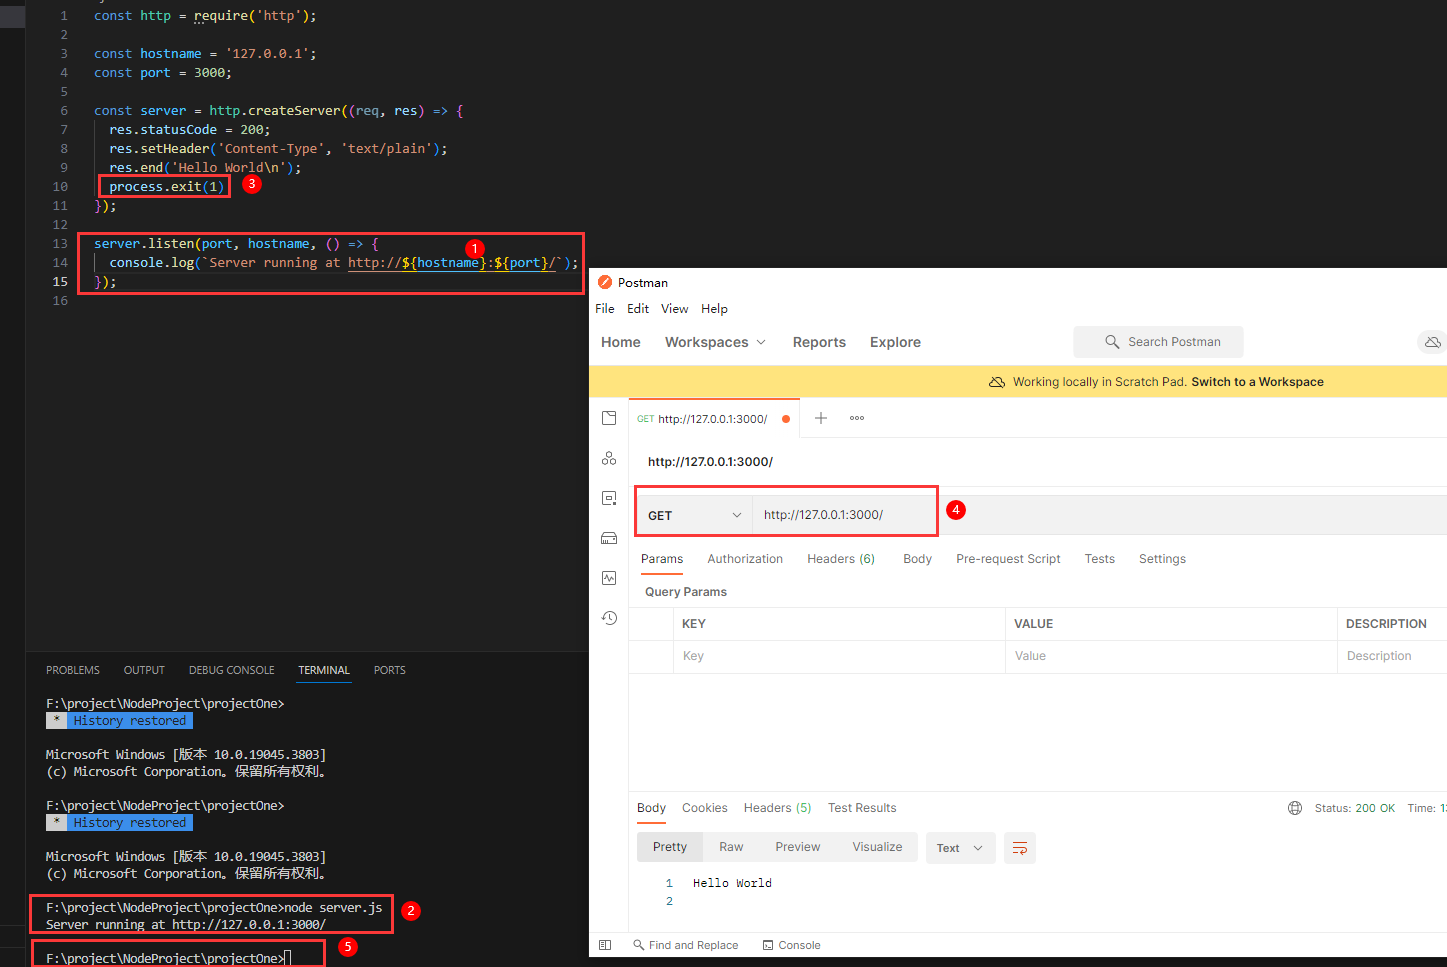 1 const http = require('http');
2
3 const hostname = '127.0.0.1';
4 const port = 3000;
5
6 const server = http.createServer((req, res) => {
7 res.statusCode = 200;
8 res.setHeader('Content-Type', 'text/plain');
9 res.end('Hello World\n');
10 process.exit(1) 3
11 });
12
13 server.listen(port, hostname, () => {
1
14 console.log(`Server running at http://${hostname}:${port}/`);
15 });
16
PROBLEMS OUTPUT DEBUG CONSOLE TERMINAL PORTS
F:\project\NodeProject\projectOne>
* History restored
Microsoft Windows [版本 10.0.19045.3803]
(c) Microsoft Corporation。保留所有权利。
F:\project\NodeProject\projectOne>
* History restored
Microsoft Windows [版本 10.0.19045.3803]
(c) Microsoft Corporation。保留所有权利。
F:\project\NodeProject\projectOne>node server.js 2
Server running at http://127.0.0.1:3000/
5
F:\project\NodeProject\projectOne>
Postman
File Edit View Help
Home Workspaces Reports Explore Search Postman
Working locally in Scratch Pad. Switch to a Workspace
GET http://127.0.0.1:3000/
http://127.0.0.1:3000/
GET http://127.0.0.1:3000/ 4
Params Authorization Headers (6) Body Pre-request Script Tests Settings
Query Params
KEY VALUE DESCRIPTION
Key Value Description
Body Cookies Headers (5) Test Results Status: 200 OK Time:
Pretty Raw Preview Visualize Text
1 Hello World
2
Find and Replace Console